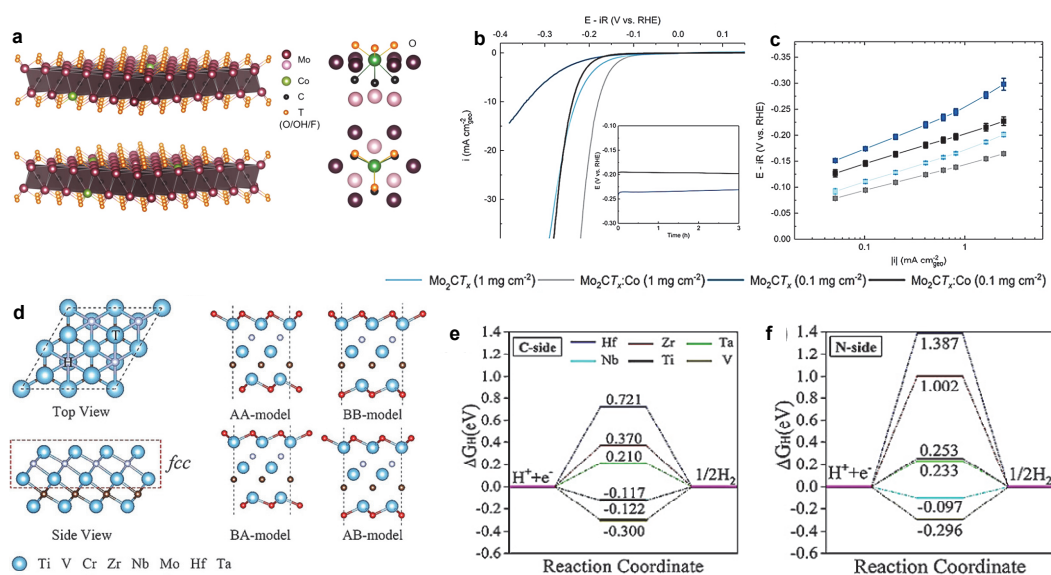 a
Mo
Co
C
T
(O/OH/F)
O
b
E - iR (V vs. RHE)
-0.4 -0.3 -0.2 -0.1 0.0 0.1
0
-10
-20
-30
i (mA cm⁻²geo)
E (V vs. RHE)
-0.10
-0.15
-0.20
-0.25
-0.30
0 1 2 3
Time (h)
c
E - iR (V vs. RHE)
-0.35
-0.30
-0.25
-0.20
-0.15
-0.10
-0.05
0.00
0.1 1
|i| (mA cm⁻²geo)
Mo₂CTₓ (1 mg cm⁻²) Mo₂CTₓ:Co (1 mg cm⁻²) Mo₂CTₓ (0.1 mg cm⁻²) Mo₂CTₓ:Co (0.1 mg cm⁻²)
d
T
H
Top View
AA-model
BB-model
fcc
Side View
BA-model
AB-model
Ti V Cr Zr Nb Mo Hf Ta
e
C-side
Hf Zr Ta
Nb Ti V
ΔGH(eV)
1.4
1.2
1.0
0.8
0.6
0.4
0.2
0.0
-0.2
-0.4
-0.6
0.721
0.370
0.210
H⁺+e⁻
1/2H₂
-0.117
-0.122
-0.300
Reaction Coordinate
f
N-side
ΔGH(eV)
1.4
1.2
1.0
0.8
0.6
0.4
0.2
0.0
-0.2
-0.4
-0.6
1.387
1.002
0.253
0.233
H⁺+e⁻
1/2H₂
-0.097
-0.296
Reaction Coordinate